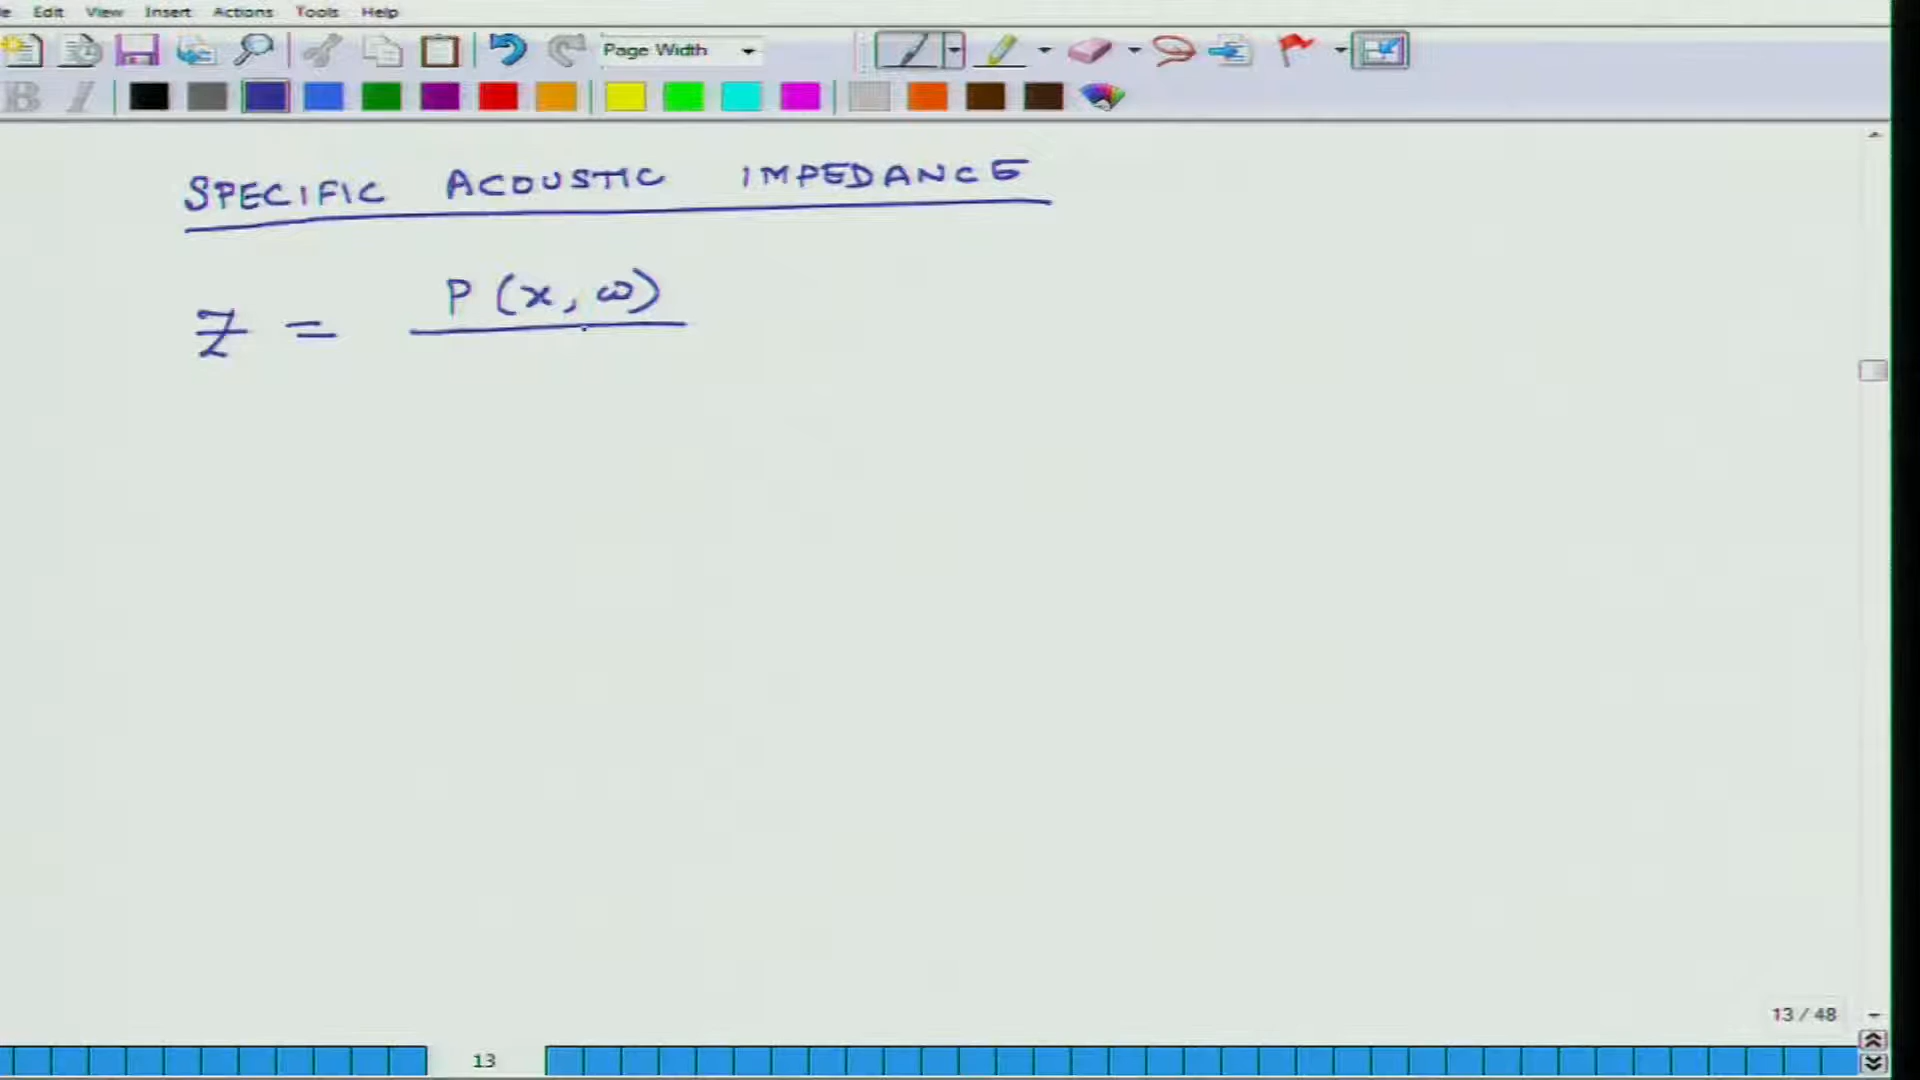 Edit View Insert Actions Tools Help
Page Width
B I
SPECIFIC ACOUSTIC IMPEDANCE
P (x, ω)
Z =
13 / 48
13